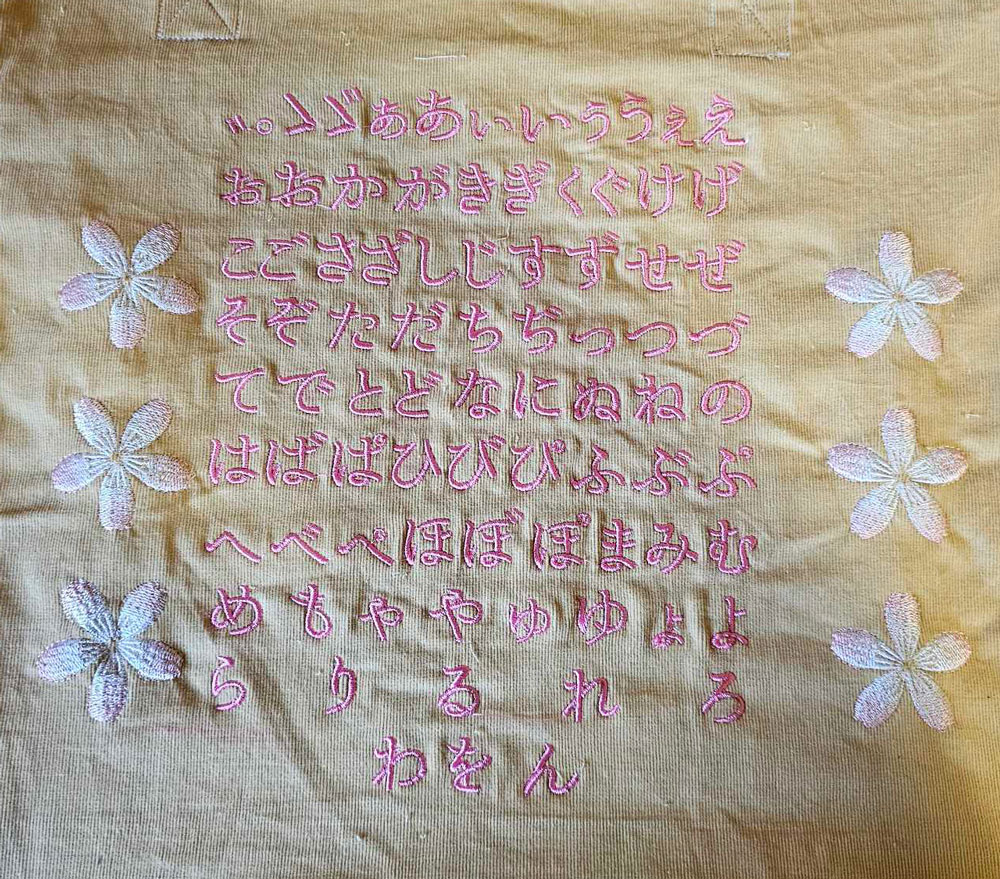 ゛゜ゝゞぁあぃいぅうぇえ
ぉおかがきぎくぐけげ
こごさざしじすずせぜ
そぞただちぢっつづ
てでとどなにぬねの
はばぱひびぴふぶぷ
へべぺほぼぽまみむ
めもゃやゅゆょよ
らりるれろ
わをん